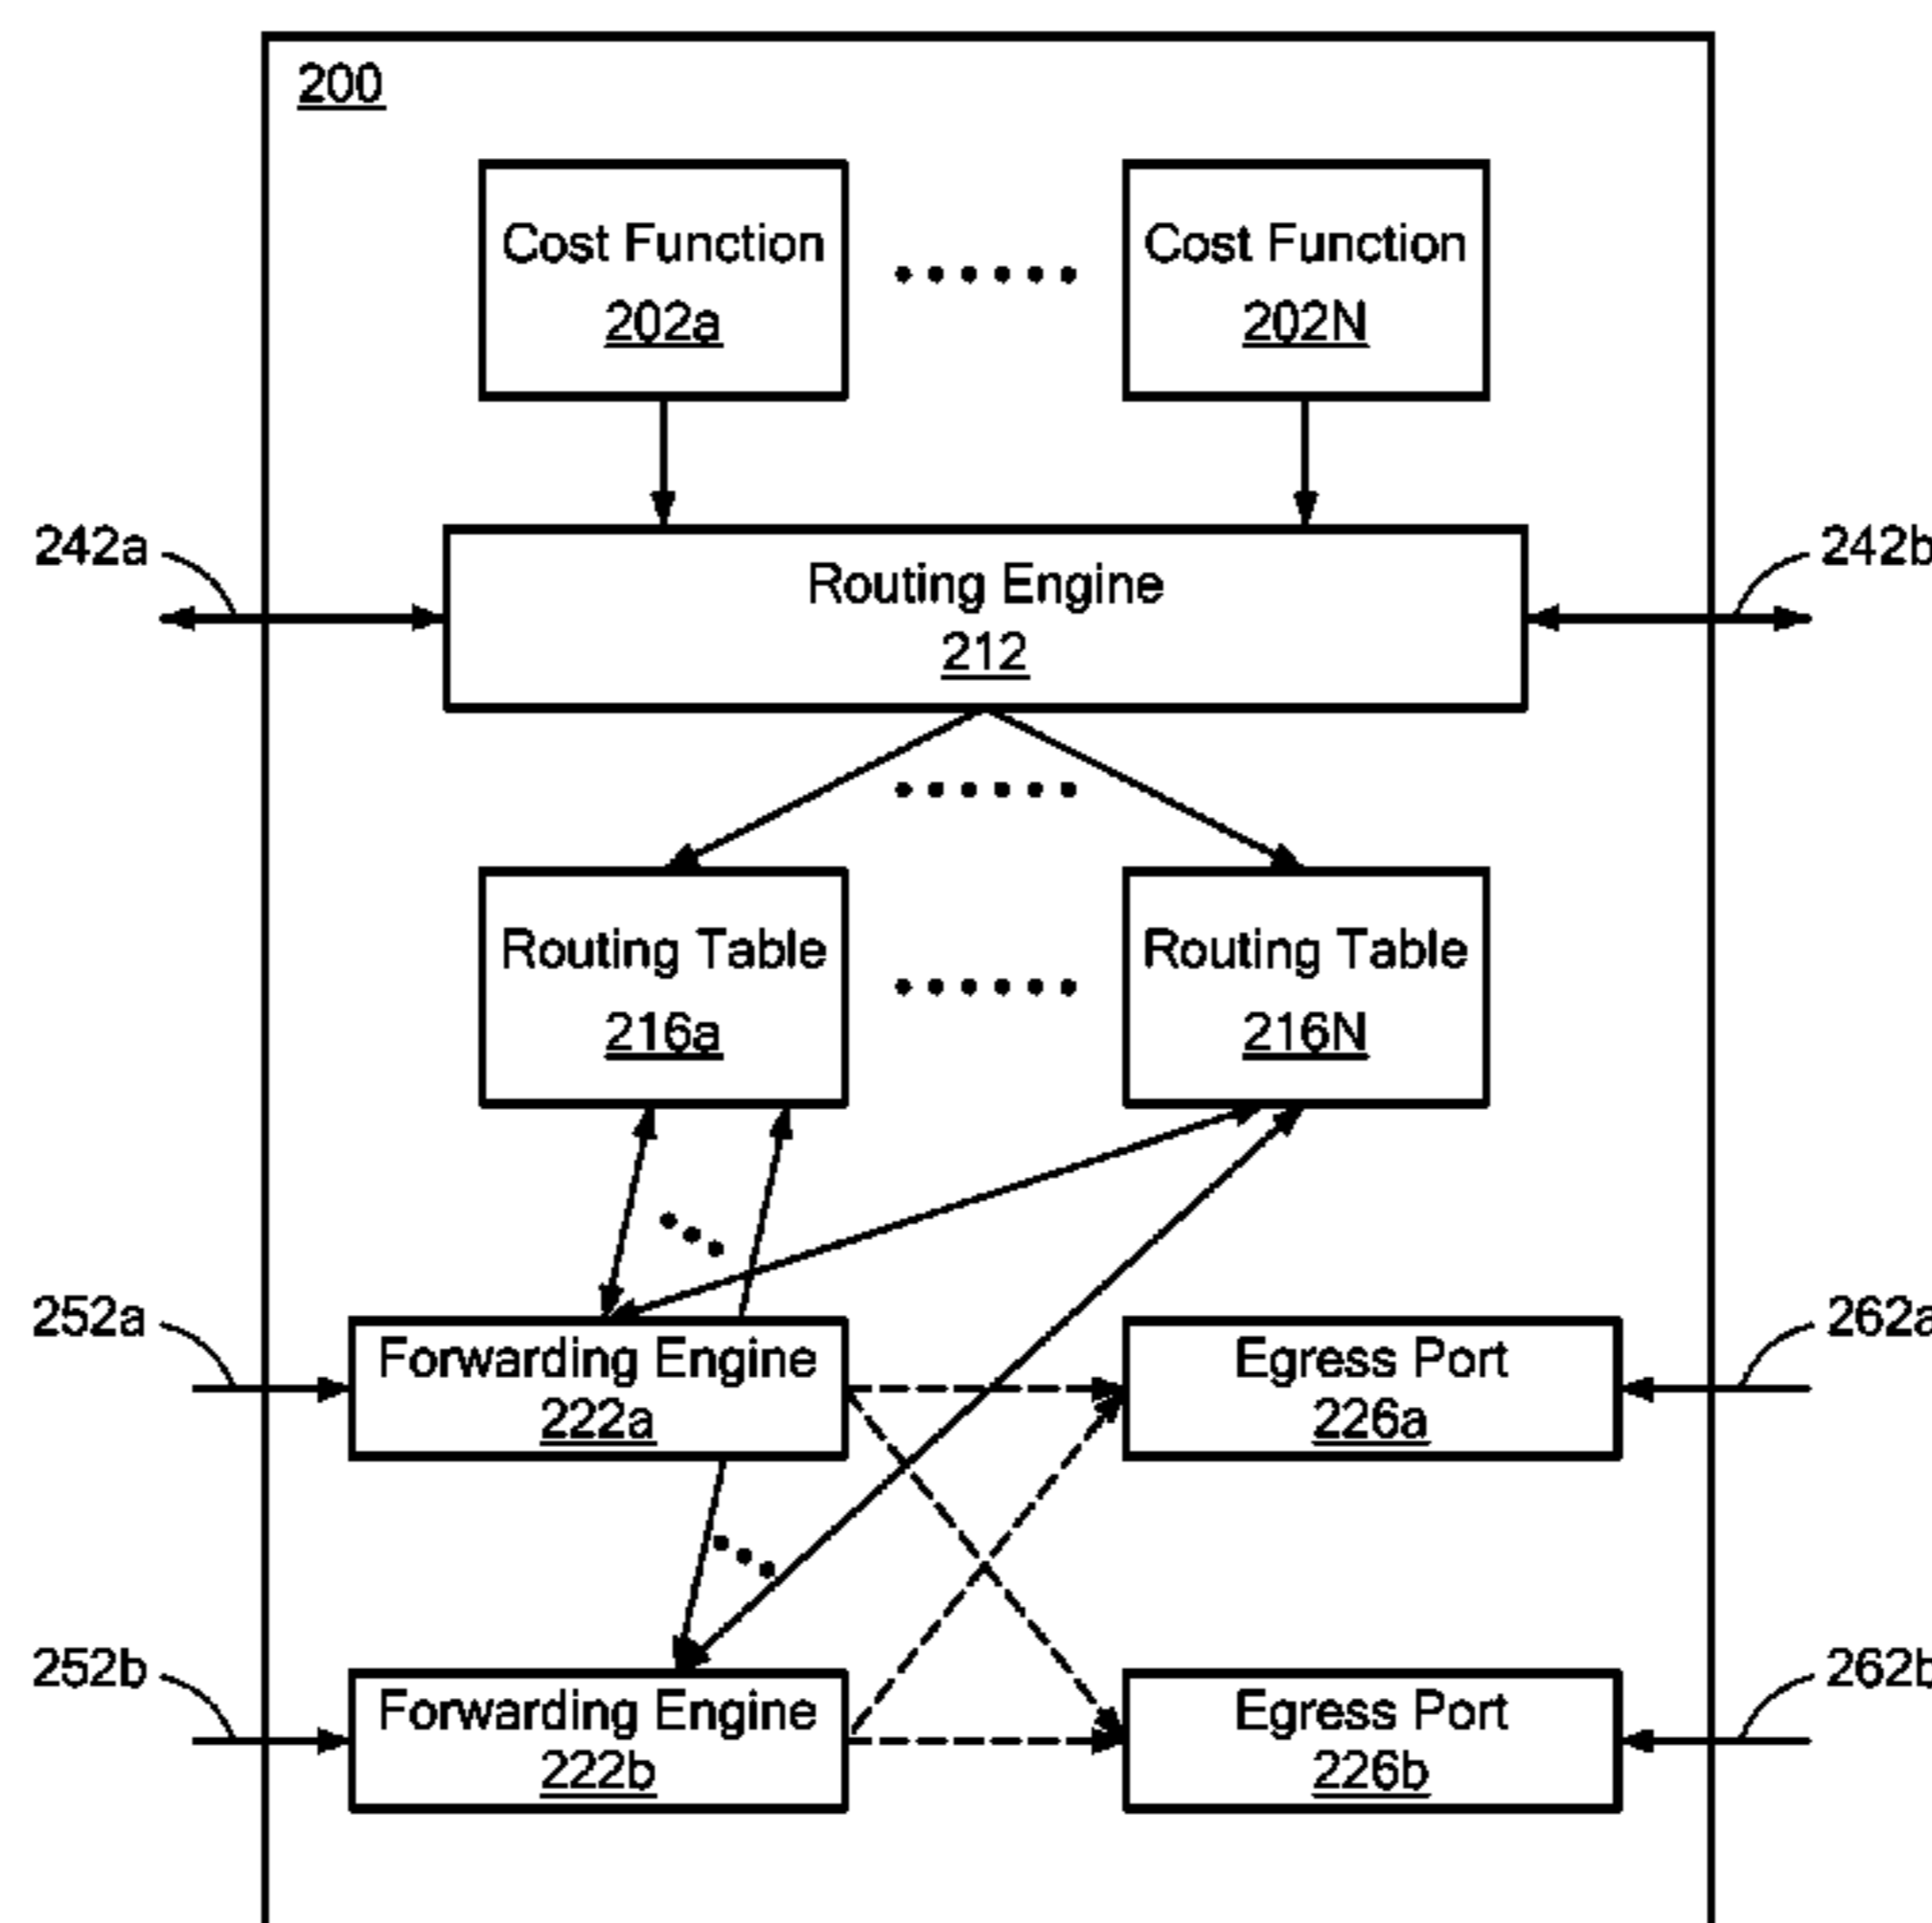 200
Cost Function
202a
Cost Function
202N
242a
242b
Routing Engine
212
Routing Table
216a
Routing Table
216N
252a
262a
Forwarding Engine
222a
Egress Port
226a
252b
262b
Forwarding Engine
222b
Egress Port
226b